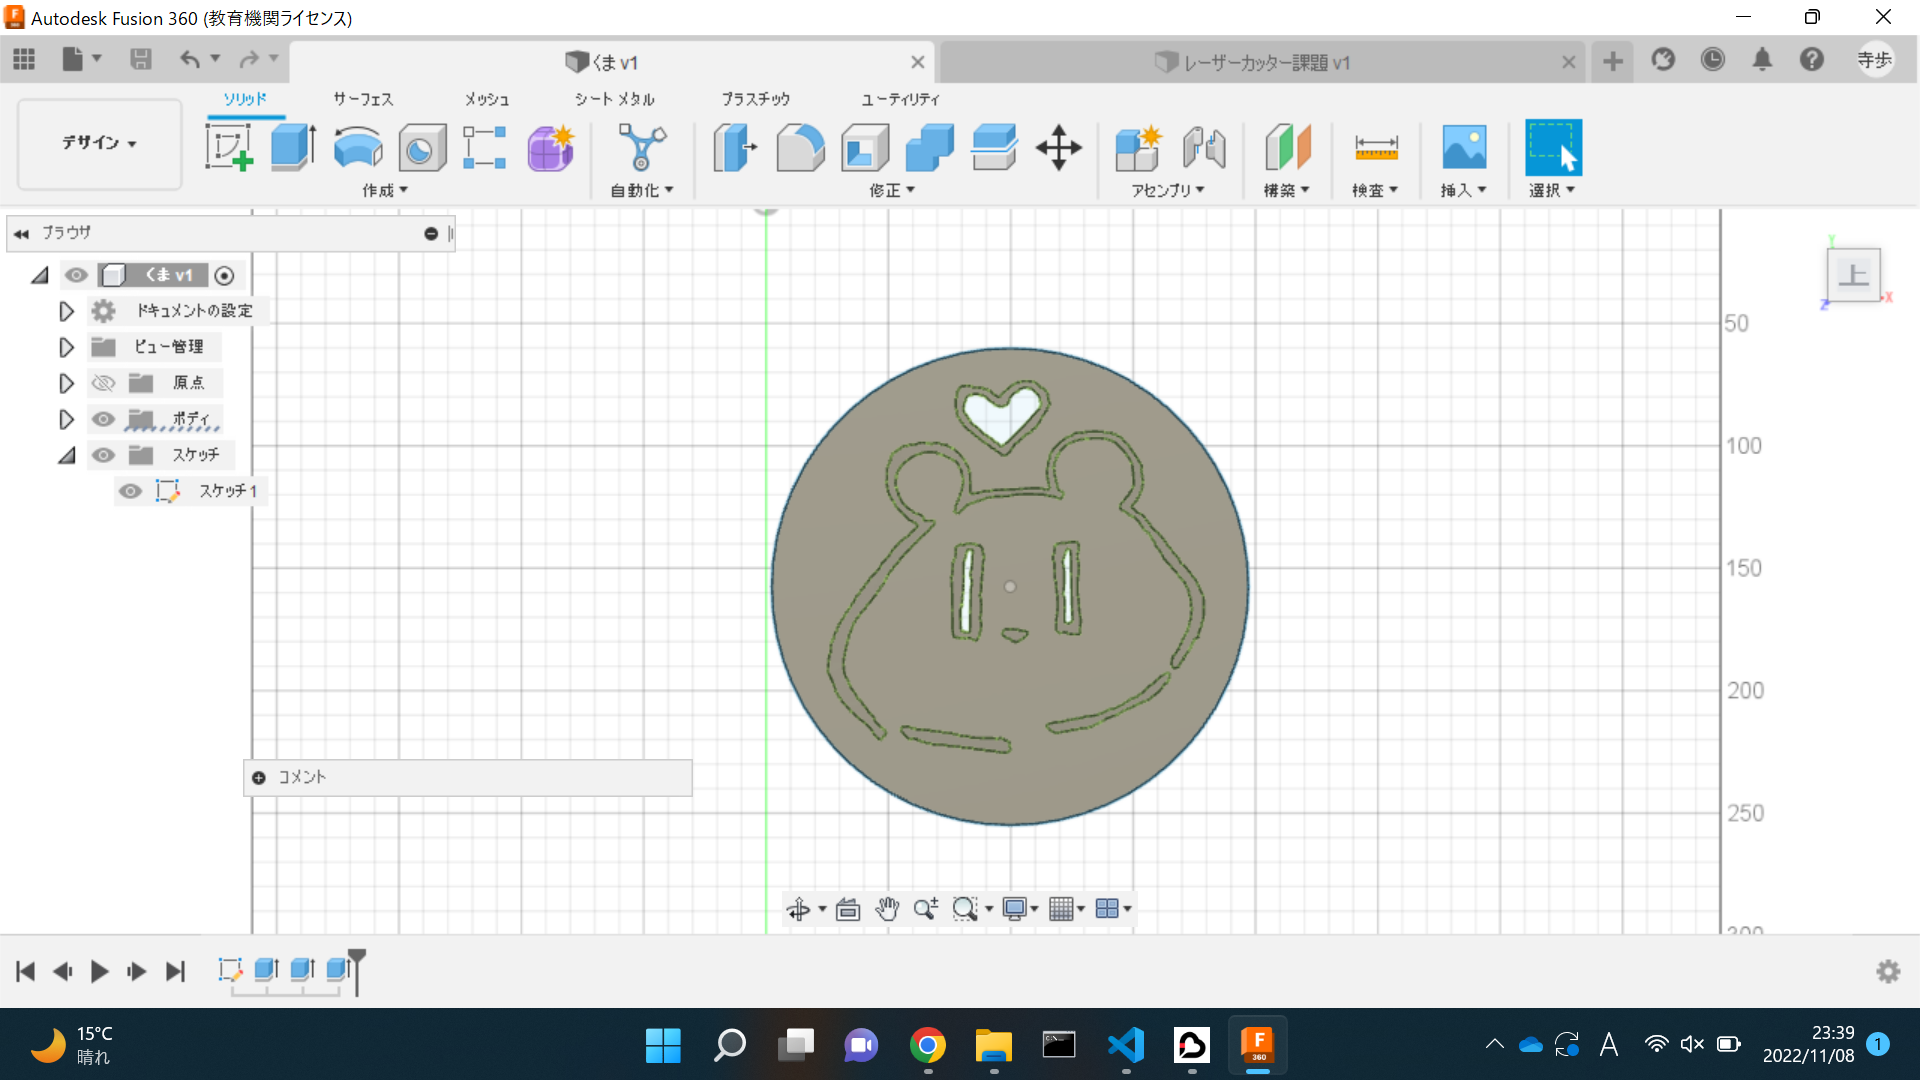 Autodesk Fusion 360 (教育機関ライセンス)
くま v1
レーザーカッター課題 v1
寺歩
デザイン
ソリッド
サーフェス
メッシュ
シート メタル
プラスチック
ユーティリティ
作成
自動化
修正
アセンブリ
構築
検査
挿入
選択
ブラウザ
くま v1
ドキュメントの設定
ビュー管理
原点
ボディ
スケッチ
スケッチ1
上
Y
X
Z
50
100
150
200
250
300
コメント
15°C
晴れ
F
360
A
23:39
2022/11/08
1